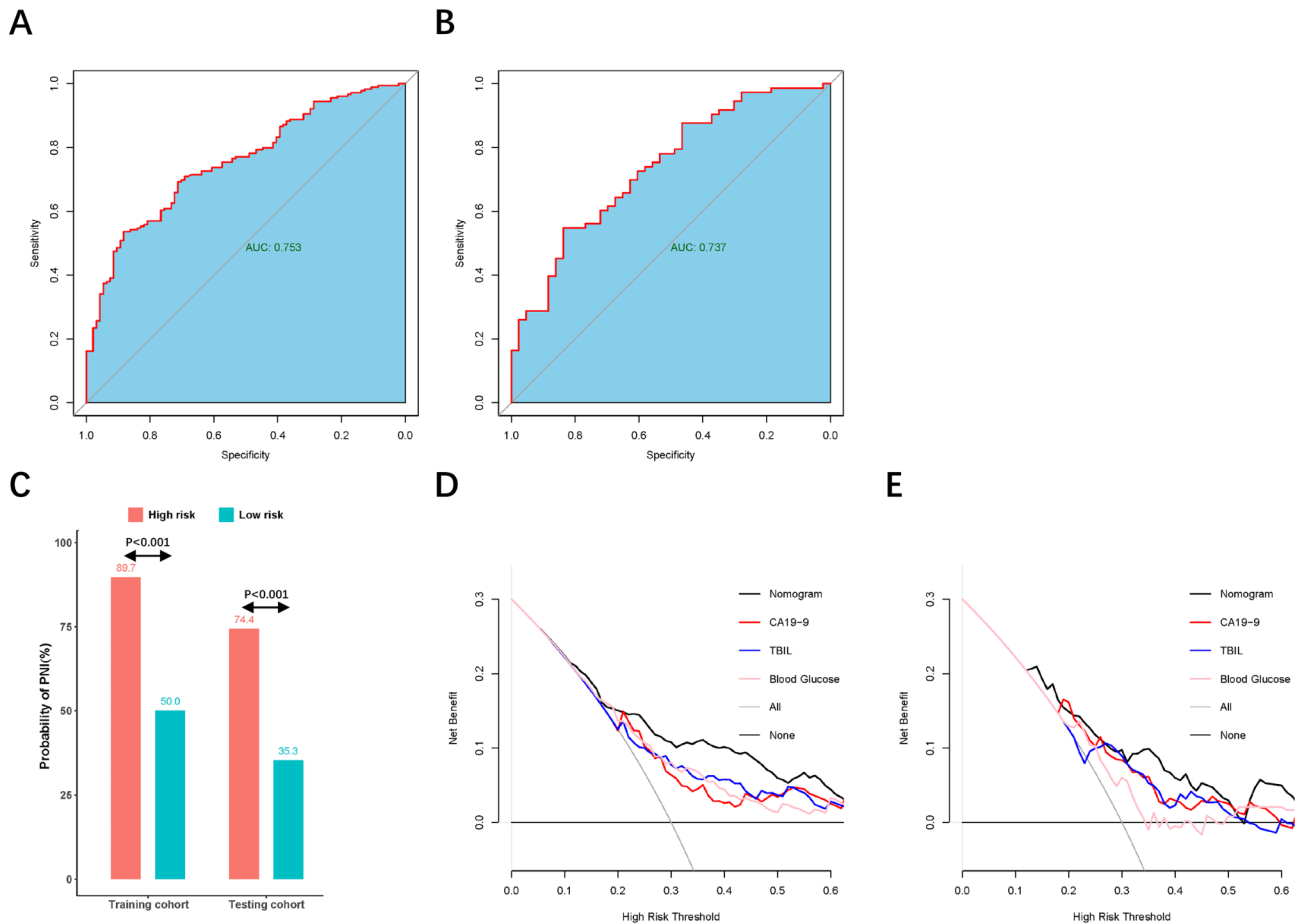 A
B
1.0
0.8
0.6
0.4
0.2
0.0
Sensitivity
AUC: 0.753
1.0
0.8
0.6
0.4
0.2
0.0
Specificity
1.0
0.8
0.6
0.4
0.2
0.0
Sensitivity
AUC: 0.737
1.0
0.8
0.6
0.4
0.2
0.0
Specificity
C
High risk
Low risk
100
75
50
25
0
Probability of PNI(%)
P<0.001
89.7
50.0
P<0.001
74.4
35.3
Training cohort
Testing cohort
D
0.3
0.2
0.1
0.0
Net Benefit
Nomogram
CA19-9
TBIL
Blood Glucose
All
None
0.0
0.1
0.2
0.3
0.4
0.5
0.6
High Risk Threshold
E
0.3
0.2
0.1
0.0
Net Benefit
Nomogram
CA19-9
TBIL
Blood Glucose
All
None
0.0
0.1
0.2
0.3
0.4
0.5
0.6
High Risk Threshold